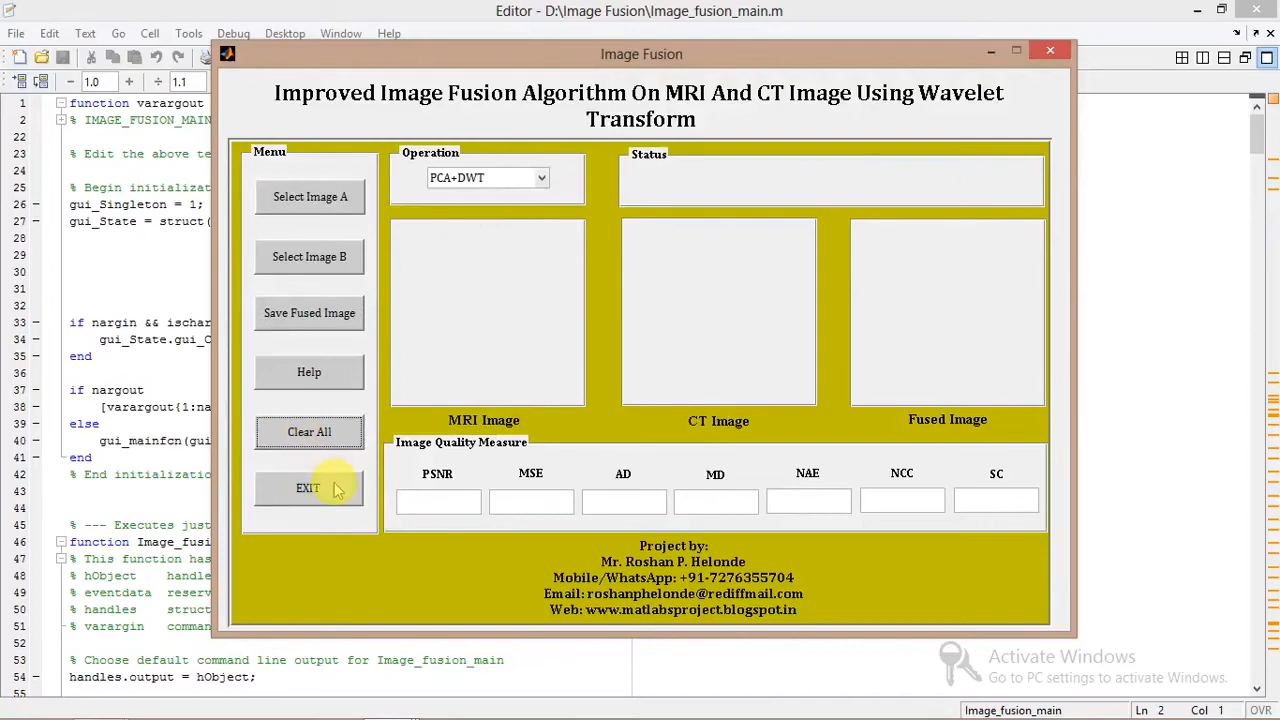 Editor - D:\Image Fusion\Image_fusion_main.m
File Edit Text Go Cell Tools Debug Desktop Window Help
1.0
1.1
1 function varargout
2 % IMAGE_FUSION_MAIN
22
23 % Edit the above te
24
25 % Begin initializa
26 gui_Singleton = 1;
27 gui_State = struct(
28
29
30
31
32
33 if nargin && ischar
34 gui_State.gui_C
35 end
36
37 if nargout
38 [varargout{1:na
39 else
40 gui_mainfcn(gui
41 end
42 % End initializatio
43
44
45 % --- Executes just
46 function Image_fusi
47 % This function has
48 % hObject handle
49 % eventdata reserv
50 % handles struct
51 % varargin comman
52
53 % Choose default command line output for Image_fusion_main
54 handles.output = hObject;
55
Image Fusion
Improved Image Fusion Algorithm On MRI And CT Image Using Wavelet
Transform
Menu
Select Image A
Select Image B
Save Fused Image
Help
Clear All
EXIT
Operation
PCA+DWT
Status
MRI Image
CT Image
Fused Image
Image Quality Measure
PSNR MSE AD MD NAE NCC SC
Project by:
Mr. Roshan P. Helonde
Mobile/WhatsApp: +91-7276355704
Email: roshanphelonde@rediffmail.com
Web: www.matlabsproject.blogspot.in
Activate Windows
Go to PC settings to activate Windows.
Image_fusion_main Ln 2 Col 1 OVR